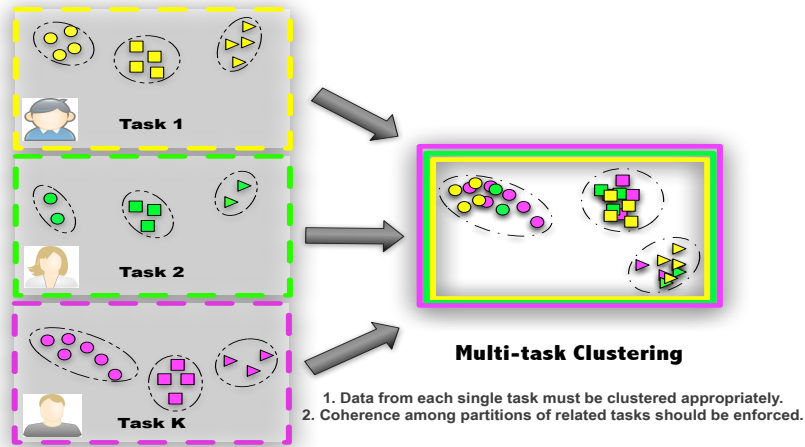 Task 1
Task 2
Task K
Multi-task Clustering
1. Data from each single task must be clustered appropriately.
2. Coherence among partitions of related tasks should be enforced.